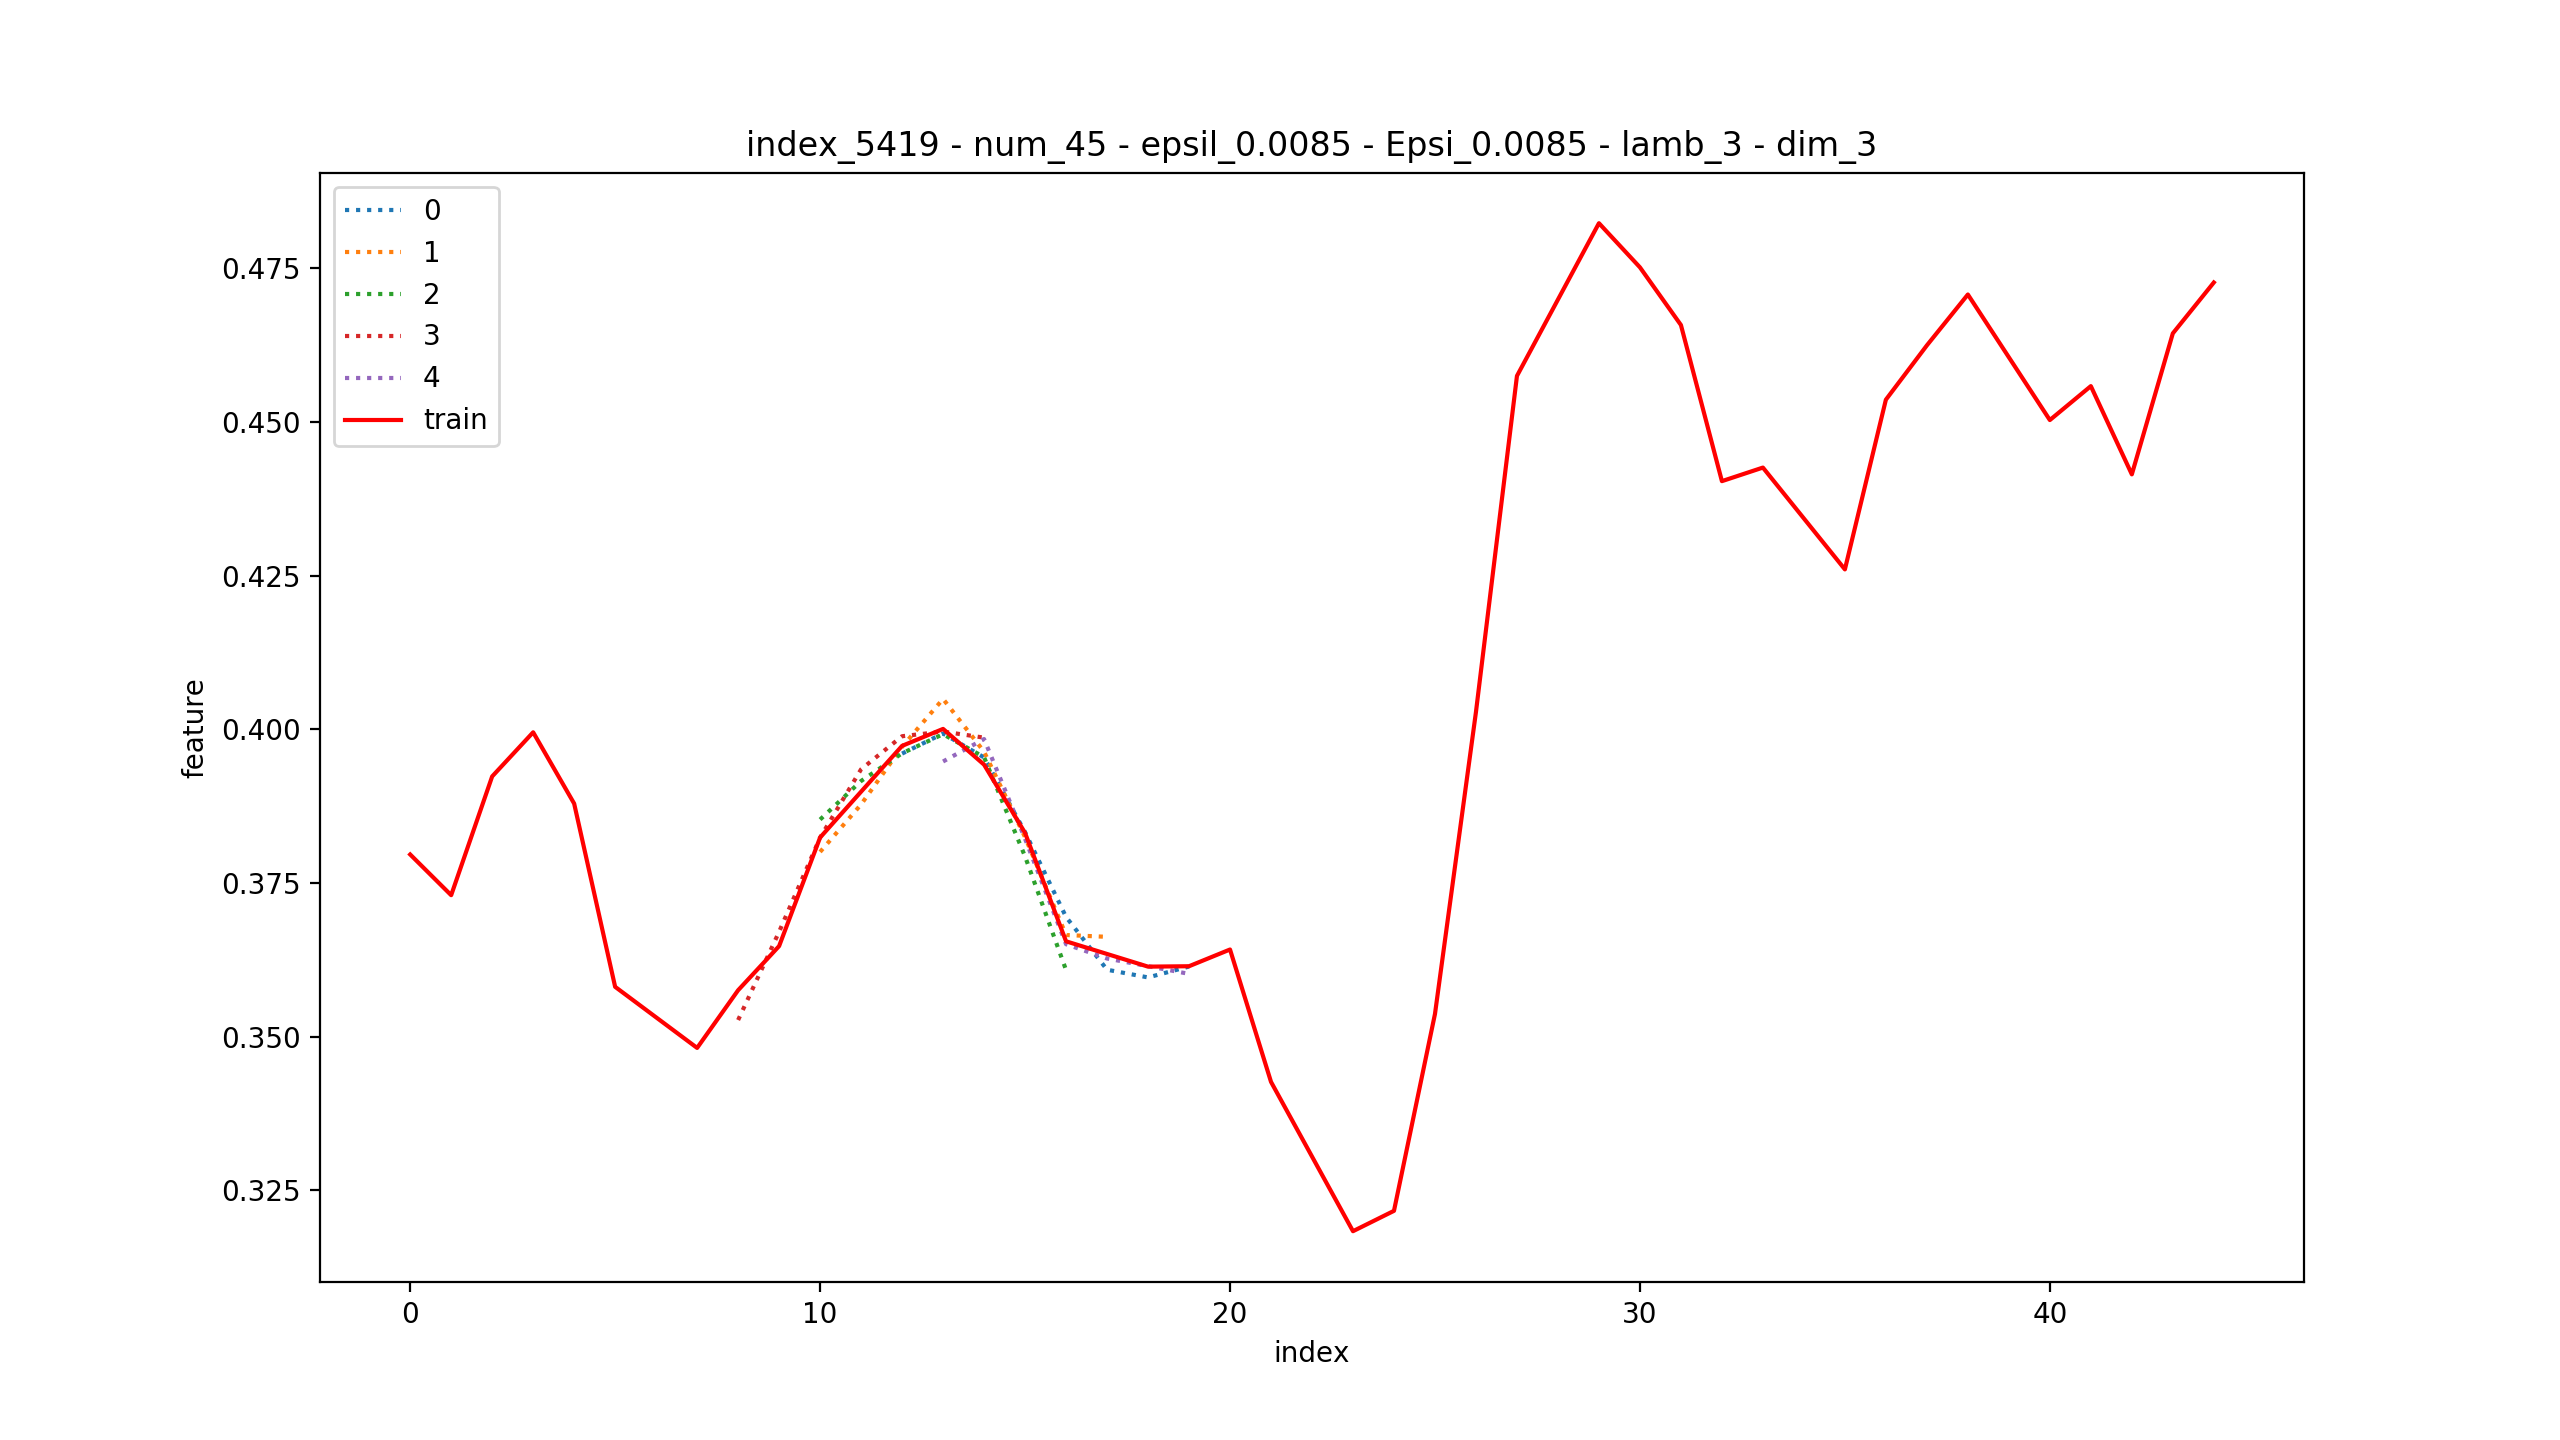 index_5419 - num_45 - epsil_0.0085 - Epsi_0.0085 - lamb_3 - dim_3
0
1
2
3
4
train
0.475
0.450
0.425
0.400
0.375
0.350
0.325
feature
0 10 20 30 40
index